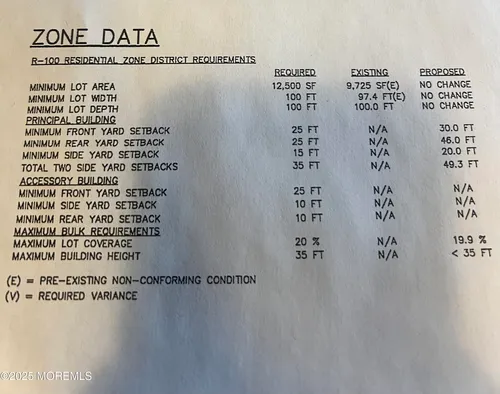 ZONE DATA
R-100 RESIDENTIAL ZONE DISTRICT REQUIREMENTS
REQUIRED EXISTING PROPOSED
MINIMUM LOT AREA 12,500 SF 9,725 SF(E) NO CHANGE
MINIMUM LOT WIDTH 100 FT 97.4 FT(E) NO CHANGE
MINIMUM LOT DEPTH 100 FT 100.0 FT NO CHANGE
PRINCIPAL BUILDING
MINIMUM FRONT YARD SETBACK 25 FT N/A 30.0 FT
MINIMUM REAR YARD SETBACK 25 FT N/A 46.0 FT
MINIMUM SIDE YARD SETBACK 15 FT N/A 20.0 FT
TOTAL TWO SIDE YARD SETBACKS 35 FT N/A 49.3 FT
ACCESSORY BUILDING
MINIMUM FRONT YARD SETBACK 25 FT N/A N/A
MINIMUM SIDE YARD SETBACK 10 FT N/A N/A
MINIMUM REAR YARD SETBACK 10 FT N/A N/A
MAXIMUM BULK REQUIREMENTS
MAXIMUM LOT COVERAGE 20 % N/A 19.9 %
MAXIMUM BUILDING HEIGHT 35 FT N/A < 35 FT
(E) = PRE-EXISTING NON-CONFORMING CONDITION
(V) = REQUIRED VARIANCE
©2025 MOREMLS